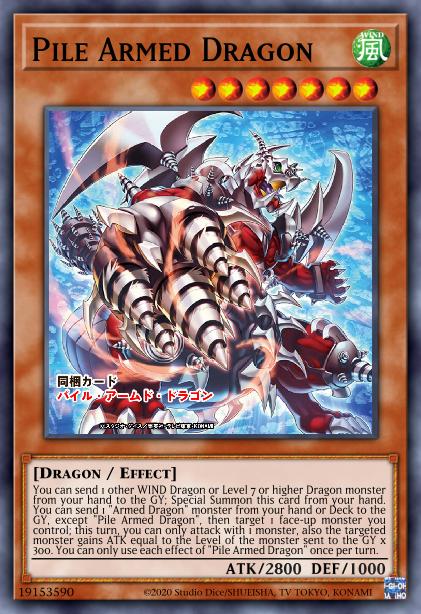 PILE ARMED DRAGON
WIND
風
同梱カード
パイル・アームド・ドラゴン
[DRAGON / EFFECT]
You can send 1 other WIND Dragon or Level 7 or higher Dragon monster
from your hand to the GY; Special Summon this card from your hand.
You can send 1 "Armed Dragon" monster from your hand or Deck to the
GY, except "Pile Armed Dragon", then target 1 face-up monster you
control; this turn, you can only attack with 1 monster, also the targeted
monster gains ATK equal to the Level of the monster sent to the GY x
300. You can only use each effect of "Pile Armed Dragon" once per turn.
ATK/2800 DEF/1000
19153590
©2020 Studio Dice/SHUEISHA, TV TOKYO, KONAMI